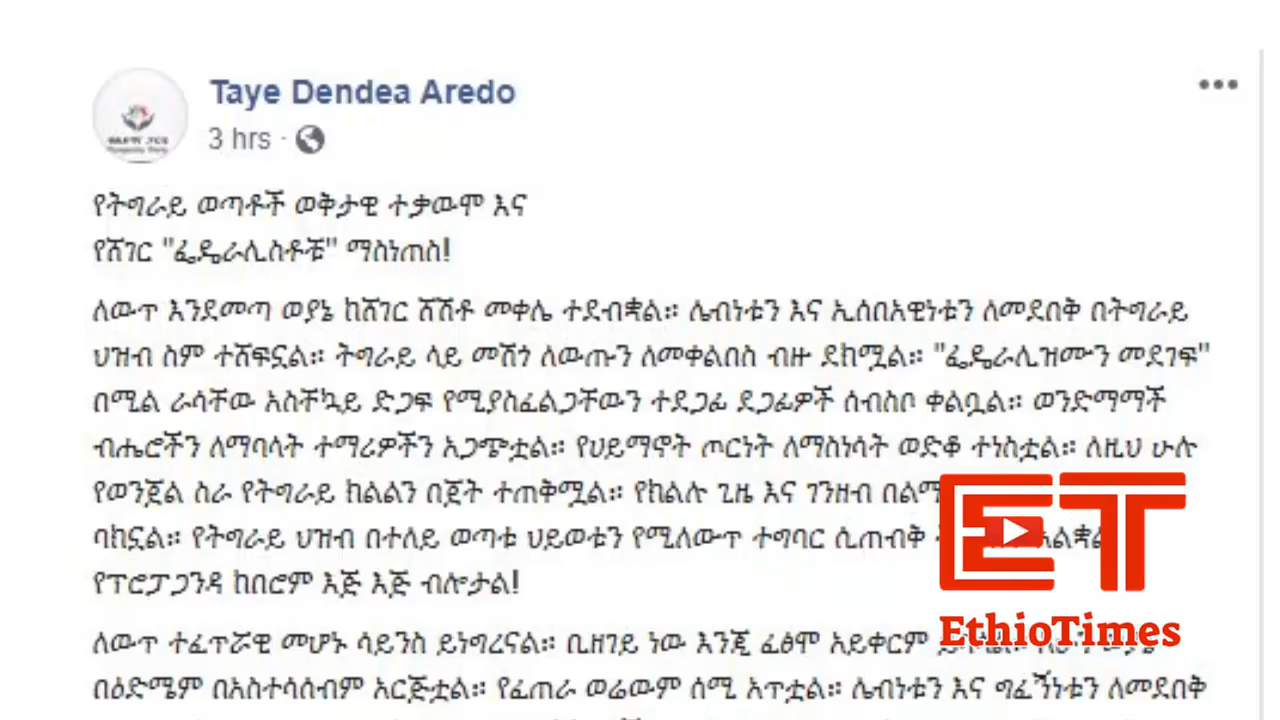 Taye Dendea Aredo
3 hrs ·
የትግራይ ወጣቶች ወቅታዊ ተቃውሞ እና
የሸገር "ፌዴራሊስቶቹ" ማስነጠስ!
ለውጥ እንደመጣ ወያኔ ከሸገር ሸሽቶ መቀሌ ተደብቋል። ሌብነቱን እና ኢሰበአዊነቱን ለመደበቅ በትግራይ
ህዝብ ስም ተሸፍኗል። ትግራይ ላይ መሽጎ ለውጡን ለመቀልበስ ብዙ ደክሟል። "ፌዴራሊዝሙን መደገፍ"
በሚል ራሳቸው አስቸኳይ ድጋፍ የሚያስፈልጋቸውን ተደጋፊ ደጋፊዎች ሰብስቦ ቀልቧል። ወንድማማች
ብሔሮችን ለማባላት ተማሪዎችን አጋጭቷል። የሀይማኖት ጦርነት ለማስነሳት ወድቆ ተነስቷል። ለዚህ ሁሉ
የወንጀል ስራ የትግራይ ክልልን በጀት ተጠቅሟል። የክልሉ ጊዜ እና ገንዘብ
ባክኗል። የትግራይ ህዝብ በተለይ ወጣቱ ህይወቱን የሚለውጥ ተግባር ሲጠብቅ
የፕሮፓጋንዳ ከበሮም እጅ እጅ ብሎታል!
ለውጥ ተፈጥሯዊ መሆኑ ሳይንስ ይነግረናል። ቢዘገይ ነው እንጂ ፈፅሞ አይቀርም
በዕድሜም በአስተሳሰብም አርጅቷል። የፈጠራ ወሬውም ሰሚ አጥቷል። ሌብነቱን እና ግፈኝነቱን ለመደበቅ
ET
EthioTimes